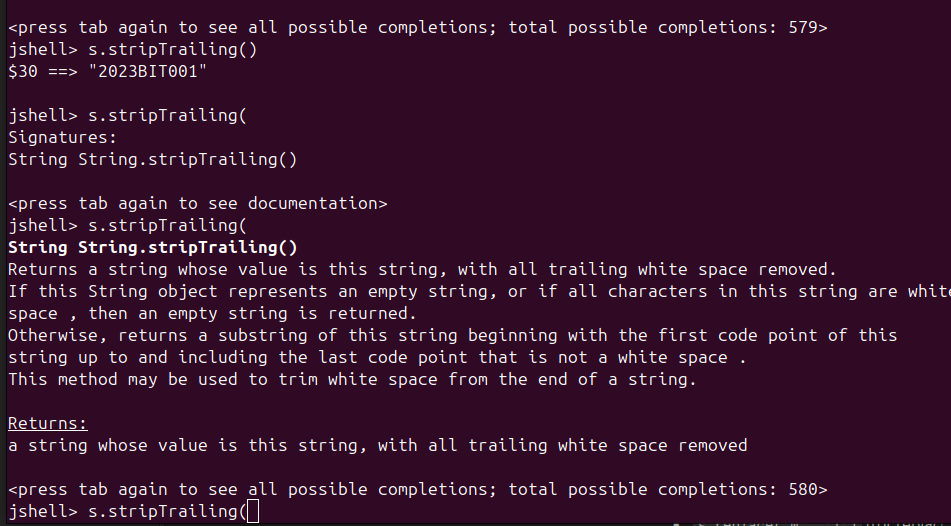 <press tab again to see all possible completions; total possible completions: 579>
jshell> s.stripTrailing()
$30 ==> "2023BIT001"
jshell> s.stripTrailing(
Signatures:
String String.stripTrailing()
<press tab again to see documentation>
jshell> s.stripTrailing(
String String.stripTrailing()
Returns a string whose value is this string, with all trailing white space removed.
If this String object represents an empty string, or if all characters in this string are white
space , then an empty string is returned.
Otherwise, returns a substring of this string beginning with the first code point of this
string up to and including the last code point that is not a white space .
This method may be used to trim white space from the end of a string.
Returns:
a string whose value is this string, with all trailing white space removed
<press tab again to see all possible completions; total possible completions: 580>
jshell> s.stripTrailing(